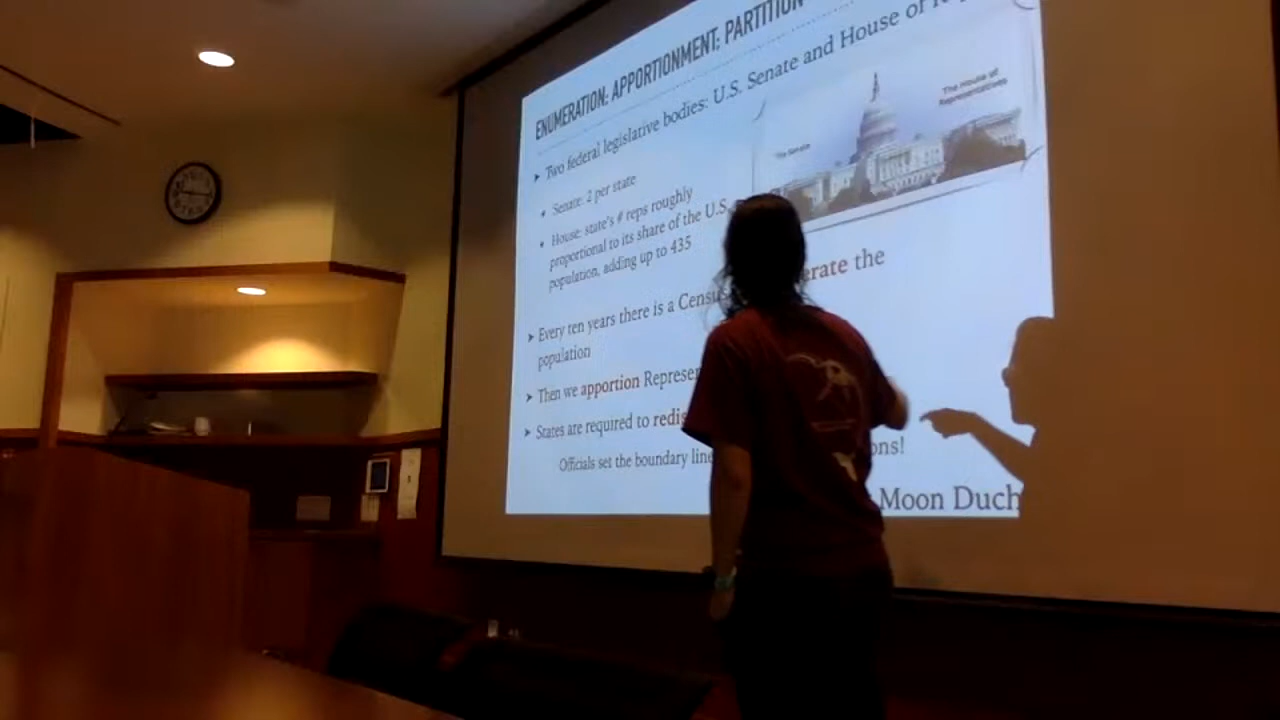 ENUMERATION: APPORTIONMENT: PARTITION
Two federal legislative bodies: U.S. Senate and House of
The House of
Representatives
The Senate
Senate: 2 per state
House: state's # reps roughly
proportional to its share of the U.S.
population, adding up to 435
Every ten years there is a Census erate the
population
Then we apportion Represen
States are required to redis
Officials set the boundary line ons!
Moon Duch